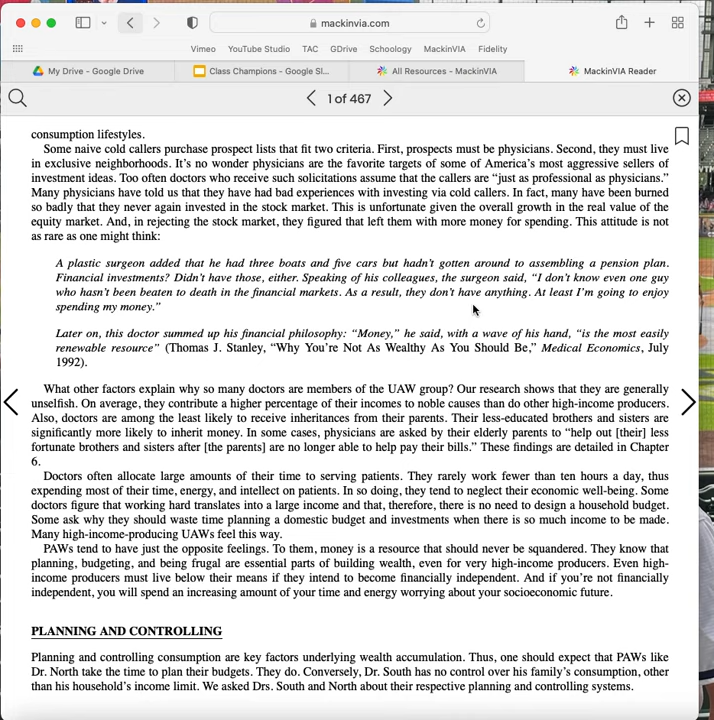 mackinvia.com
Vimeo YouTube Studio TAC GDrive Schoology MackinVIA Fidelity
My Drive - Google Drive Class Champions - Google Sl... All Resources - MackinVIA MackinVIA Reader
1 of 467
consumption lifestyles.
Some naive cold callers purchase prospect lists that fit two criteria. First, prospects must be physicians. Second, they must live
in exclusive neighborhoods. It's no wonder physicians are the favorite targets of some of America's most aggressive sellers of
investment ideas. Too often doctors who receive such solicitations assume that the callers are “just as professional as physicians.”
Many physicians have told us that they have had bad experiences with investing via cold callers. In fact, many have been burned
so badly that they never again invested in the stock market. This is unfortunate given the overall growth in the real value of the
equity market. And, in rejecting the stock market, they figured that left them with more money for spending. This attitude is not
as rare as one might think:
A plastic surgeon added that he had three boats and five cars but hadn't gotten around to assembling a pension plan.
Financial investments? Didn't have those, either. Speaking of his colleagues, the surgeon said, “I don't know even one guy
who hasn't been beaten to death in the financial markets. As a result, they don't have anything. At least I'm going to enjoy
spending my money.”
Later on, this doctor summed up his financial philosophy: “Money,” he said, with a wave of his hand, “is the most easily
renewable resource” (Thomas J. Stanley, “Why You're Not As Wealthy As You Should Be,” Medical Economics, July
1992).
What other factors explain why so many doctors are members of the UAW group? Our research shows that they are generally
unselfish. On average, they contribute a higher percentage of their incomes to noble causes than do other high-income producers.
Also, doctors are among the least likely to receive inheritances from their parents. Their less-educated brothers and sisters are
significantly more likely to inherit money. In some cases, physicians are asked by their elderly parents to “help out [their] less
fortunate brothers and sisters after [the parents] are no longer able to help pay their bills.” These findings are detailed in Chapter
6.
Doctors often allocate large amounts of their time to serving patients. They rarely work fewer than ten hours a day, thus
expending most of their time, energy, and intellect on patients. In so doing, they tend to neglect their economic well-being. Some
doctors figure that working hard translates into a large income and that, therefore, there is no need to design a household budget.
Some ask why they should waste time planning a domestic budget and investments when there is so much income to be made.
Many high-income-producing UAWs feel this way.
PAWs tend to have just the opposite feelings. To them, money is a resource that should never be squandered. They know that
planning, budgeting, and being frugal are essential parts of building wealth, even for very high-income producers. Even high-
income producers must live below their means if they intend to become financially independent. And if you're not financially
independent, you will spend an increasing amount of your time and energy worrying about your socioeconomic future.
PLANNING AND CONTROLLING
Planning and controlling consumption are key factors underlying wealth accumulation. Thus, one should expect that PAWs like
Dr. North take the time to plan their budgets. They do. Conversely, Dr. South has no control over his family's consumption, other
than his household's income limit. We asked Drs. South and North about their respective planning and controlling systems.